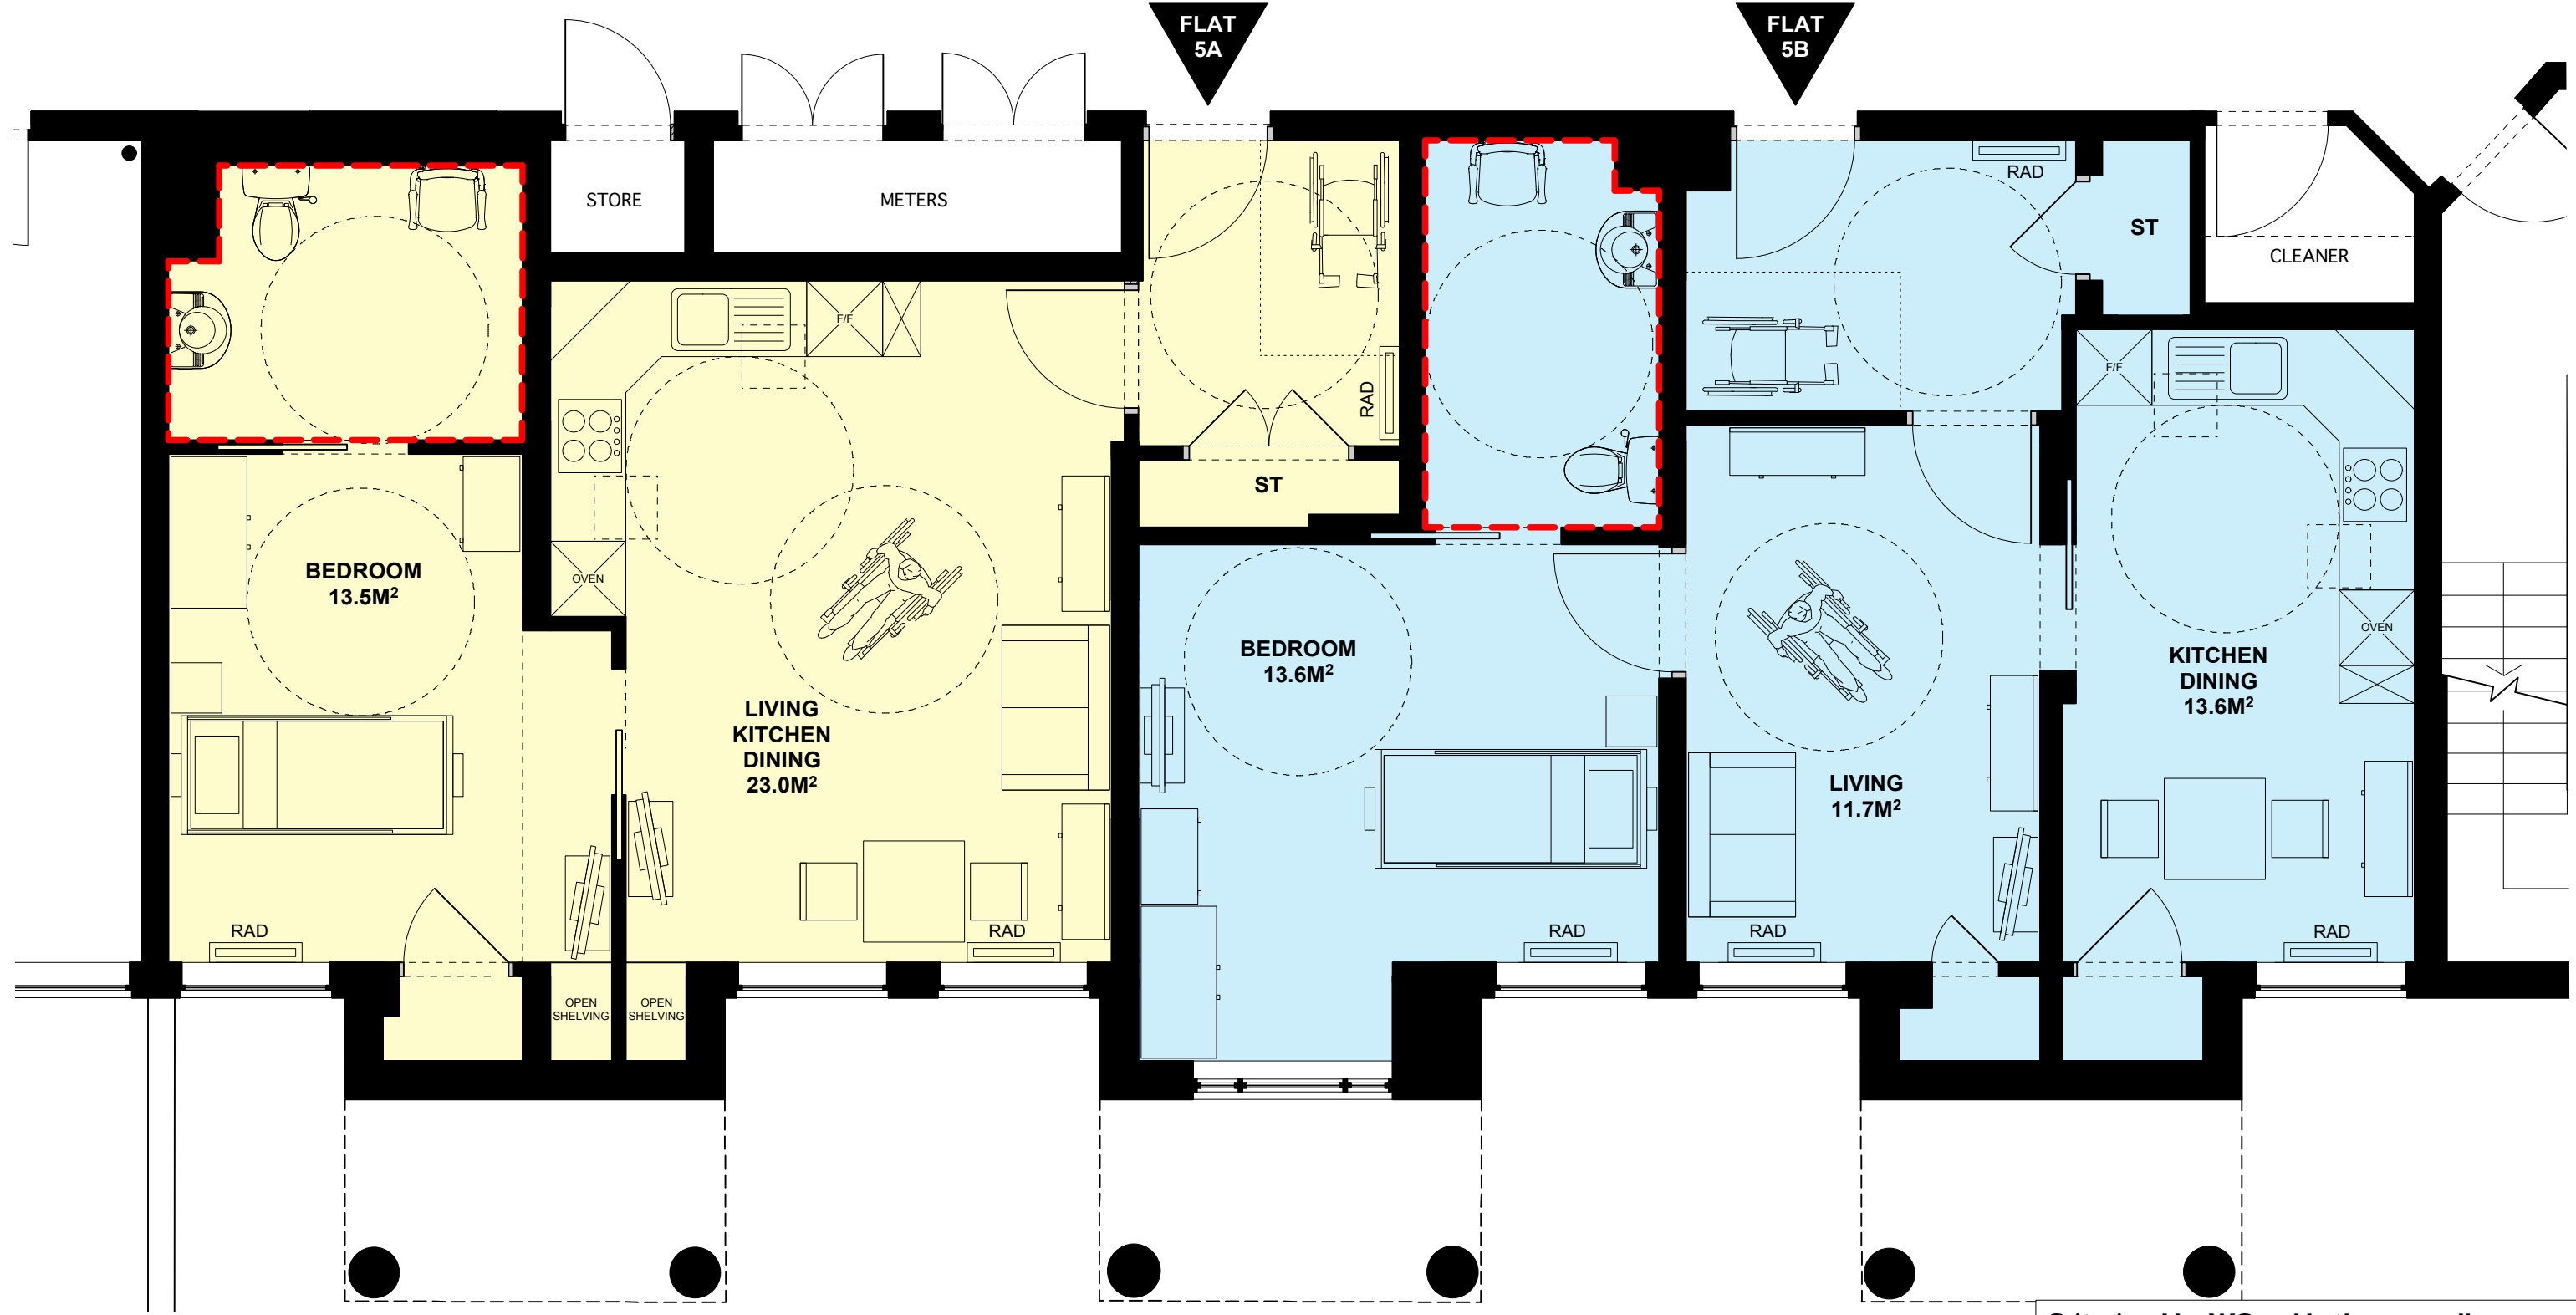 FLAT
5A
FLAT
5B
STORE
METERS
RAD
ST
CLEANER
F/F
RAD
F/F
ST
OVEN
BEDROOM
13.5M²
OVEN
BEDROOM
13.6M²
KITCHEN
DINING
13.6M²
LIVING
KITCHEN
DINING
23.0M²
LIVING
11.7M²
RAD
RAD
RAD
RAD
RAD
OPEN
SHELVING
OPEN
SHELVING